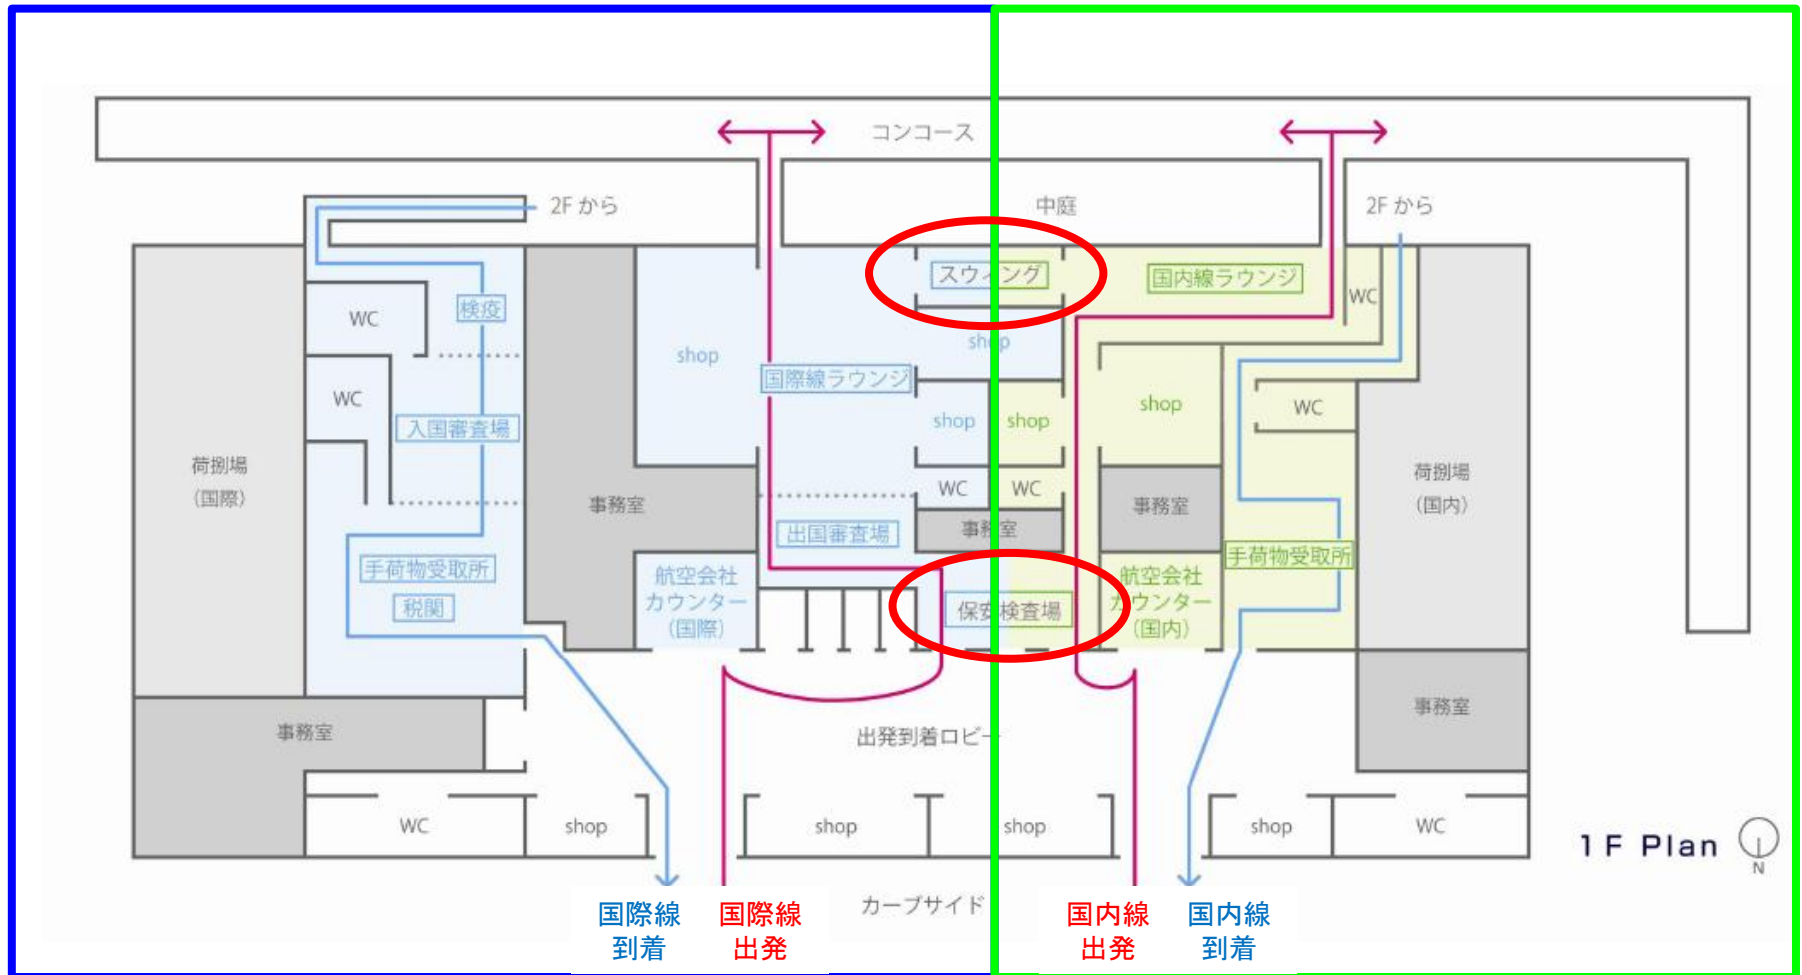 コンコース
2F から
中庭
2F から
スウィング
国内線ラウンジ
検疫
WC
WC
shop
shop
国際線ラウンジ
WC
shop
shop
shop
WC
入国審査場
荷捌場
(国際)
事務室
WC
WC
事務室
荷捌場
(国内)
出国審査場
事務室
手荷物受取所
税関
航空会社
カウンター
(国際)
保安検査場
航空会社
カウンター
(国内)
手荷物受取所
事務室
事務室
出発到着ロビー
WC
shop
shop
shop
shop
WC
1F Plan
N
カーブサイド
国際線
到着
国際線
出発
国内線
出発
国内線
到着